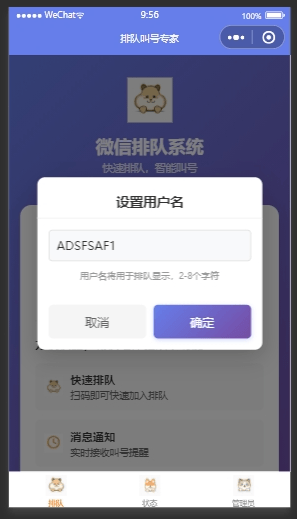 WeChat
9:56
100%
排队叫号专家
微信排队系统
快速排队，智能叫号
设置用户名
ADSFSAF1
用户名将用于排队显示，2-8个字符
取消
确定
快速排队
扫码即可快速加入排队
消息通知
实时接收叫号提醒
排队
状态
管理员